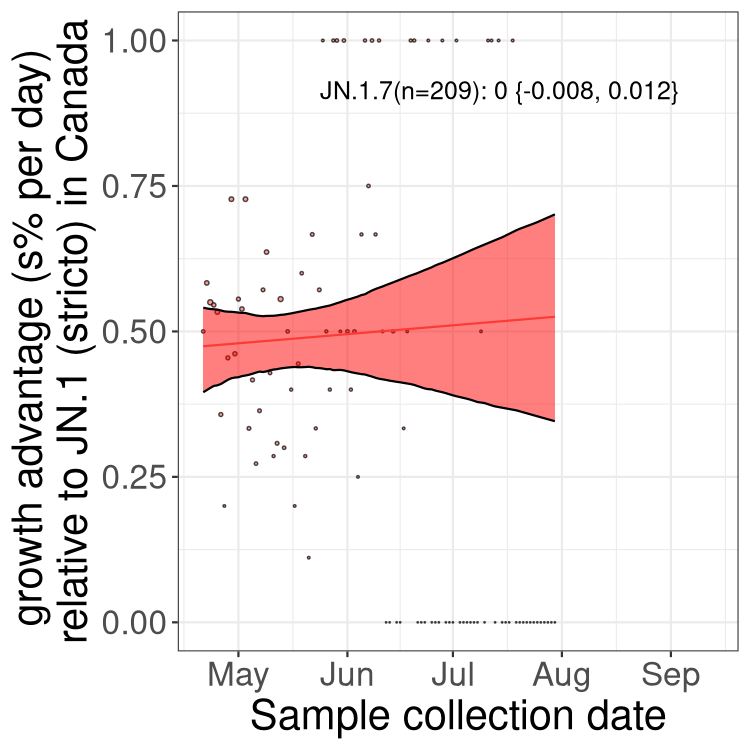 growth advantage (s% per day)
relative to JN.1 (stricto) in Canada
1.00
0.75
0.50
0.25
0.00
JN.1.7(n=209): 0 {-0.008, 0.012}
May Jun Jul Aug Sep
Sample collection date